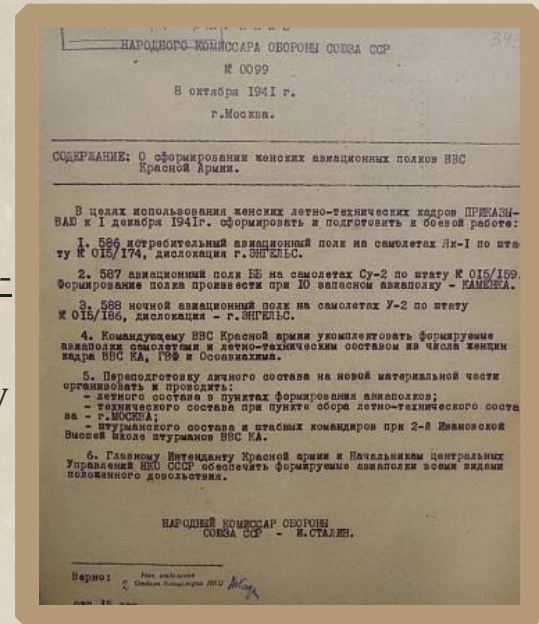 НАРОДНОГО КОМИССАРА ОБОРОНЫ СОЮЗА ССР
№ 0099
8 октября 1941 г.
г.Москва.
СОДЕРЖАНИЕ: О сформировании женских авиационных полков ВВС
Красной Армии.
В целях использования женских летно-технических кадров ПРИКАЗЫ-
ВАЮ к I декабря 1941г. сформировать и подготовить к боевой работе:
1. 586 истребительный авиационный полк на самолетах Як-I по шта
ту № 015/174, дислокация г.ЭНГЕЛЬС.
2. 587 авиационный полк ББ на самолетах Су-2 по штату № 015/159.
Формирование полка произвести при 10 запасном авиаполку - КАМЕНКА.
3. 588 ночной авиационный полк на самолетах У-2 по штату
№ 015/186, дислокация - г.ЭНГЕЛЬС.
4. Командующему ВВС Красной армии укомплектовать формируемые
авиаполки самолетами и летно-техническим составом из числа женщин
кадра ВВС КА, ГВФ и Осоавиахима.
5. Переподготовку личного состава на новой материальной части
организовать и проводить:
- летного состава в пунктах формирования авиаполков;
- технического состава при пункте сбора летно-технического соста
ва - г.МОСКВА;
- штурманского состава и штабных командиров при 2-й Ивановской
Высшей школе штурманов ВВС КА.
6. Главному Интенданту Красной армии и Начальникам центральных
Управлений НКО СССР обеспечить формируемые авиаполки всеми видами
положенного довольствия.
НАРОДНЫЙ КОМИССАР ОБОРОНЫ
СОЮЗА ССР - И.СТАЛИН.
Верно:
-
у